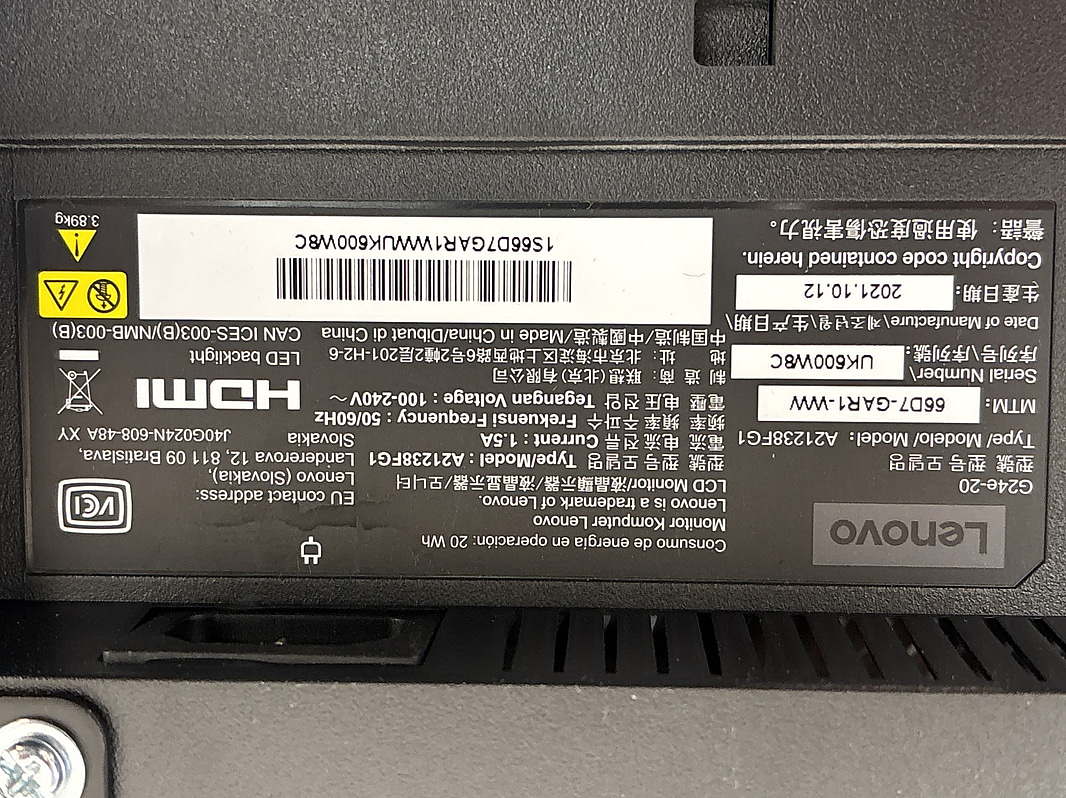 Lenovo
G24e-20
型號 型号 모델명
Type/ Modelo/ Model: A21238FG1
MTM: 66D7-GAR1-WW
Serial Number\
序列号/序列號: UK600W8C
Date of Manufacture\제조년월\生产日期\
生產日期: 2021.10.12
Copyright code contained herein.
警語: 使用過度恐傷害視力。
Consumo de energía en operación: 20 Wh
Monitor Komputer Lenovo
Lenovo is a trademark of Lenovo.
LCD Monitor/液晶顯示器/液晶显示器/모니터
型號 型号 모델명 Type/Model : A21238FG1
電流 电流 전류 Current : 1.5A
頻率 频率 주파수 Frekuensi Frequency : 50/60Hz
電壓 电压 전압 Tegangan Voltage : 100-240V～
制 造 商: 联想(北京)有限公司
地 址: 北京市海淀区上地西路6号2幢2层201-H2-6
中国制造/中國製造/Made in China/Dibuat di China
1S66D7GAR1WWUK600W8C
EU contact address:
Lenovo (Slovakia),
Landererova 12, 811 09 Bratislava,
Slovakia
J40G024N-608-48A XY
VCI
HDMI
LED backlight
CAN ICES-003(B)/NMB-003(B)
3.89kg